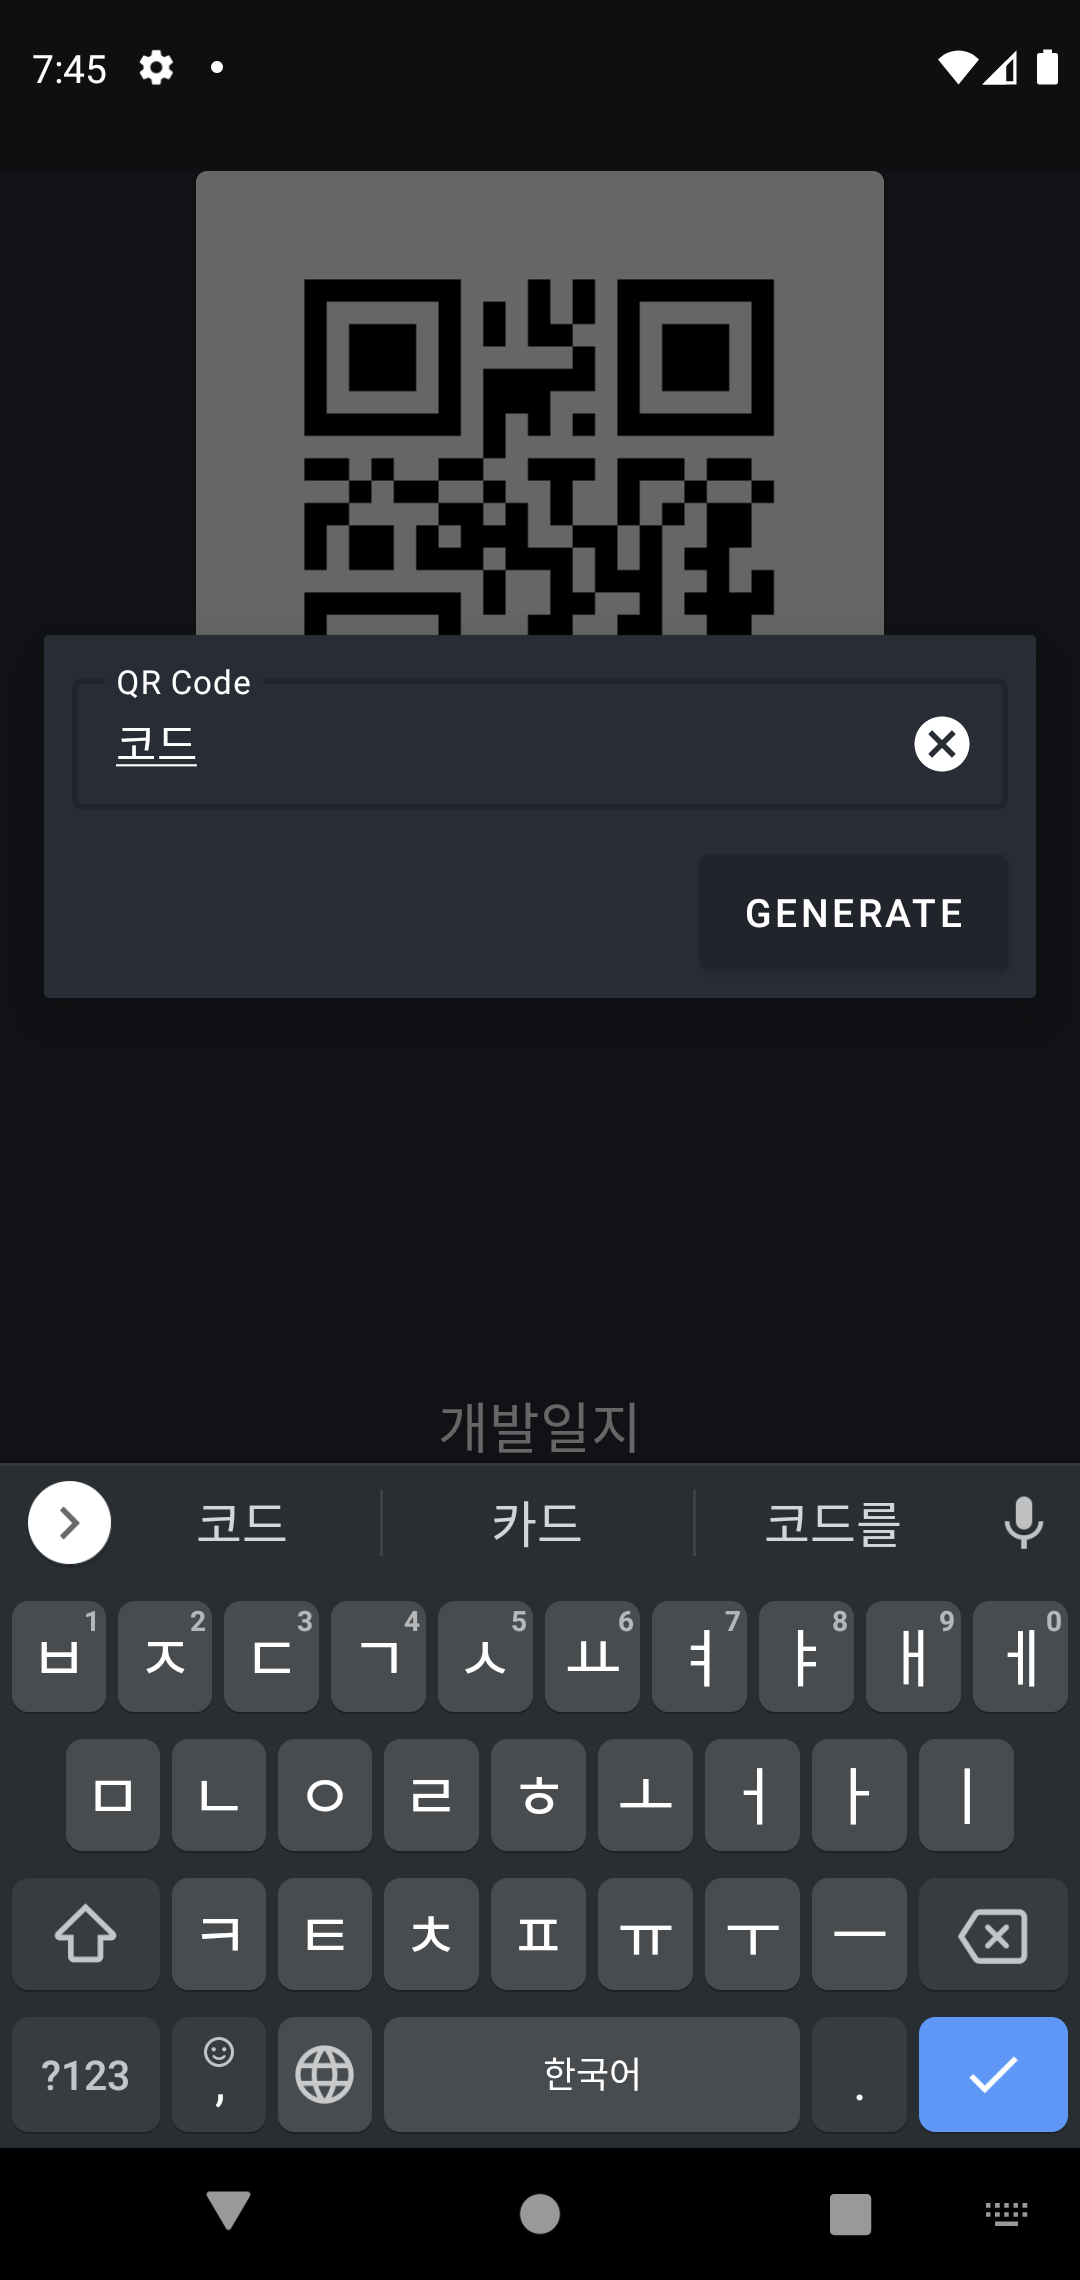 7:45
QR Code
코드
GENERATE
개발일지
코드 카드 코드를
1 2 3 4 5 6 7 8 9 0
ㅂ ㅈ ㄷ ㄱ ㅅ ㅛ ㅕ ㅑ ㅐ ㅔ
ㅁ ㄴ ㅇ ㄹ ㅎ ㅗ ㅓ ㅏ ㅣ
ㅋ ㅌ ㅊ ㅍ ㅠ ㅜ ㅡ
?123 , 한국어 .